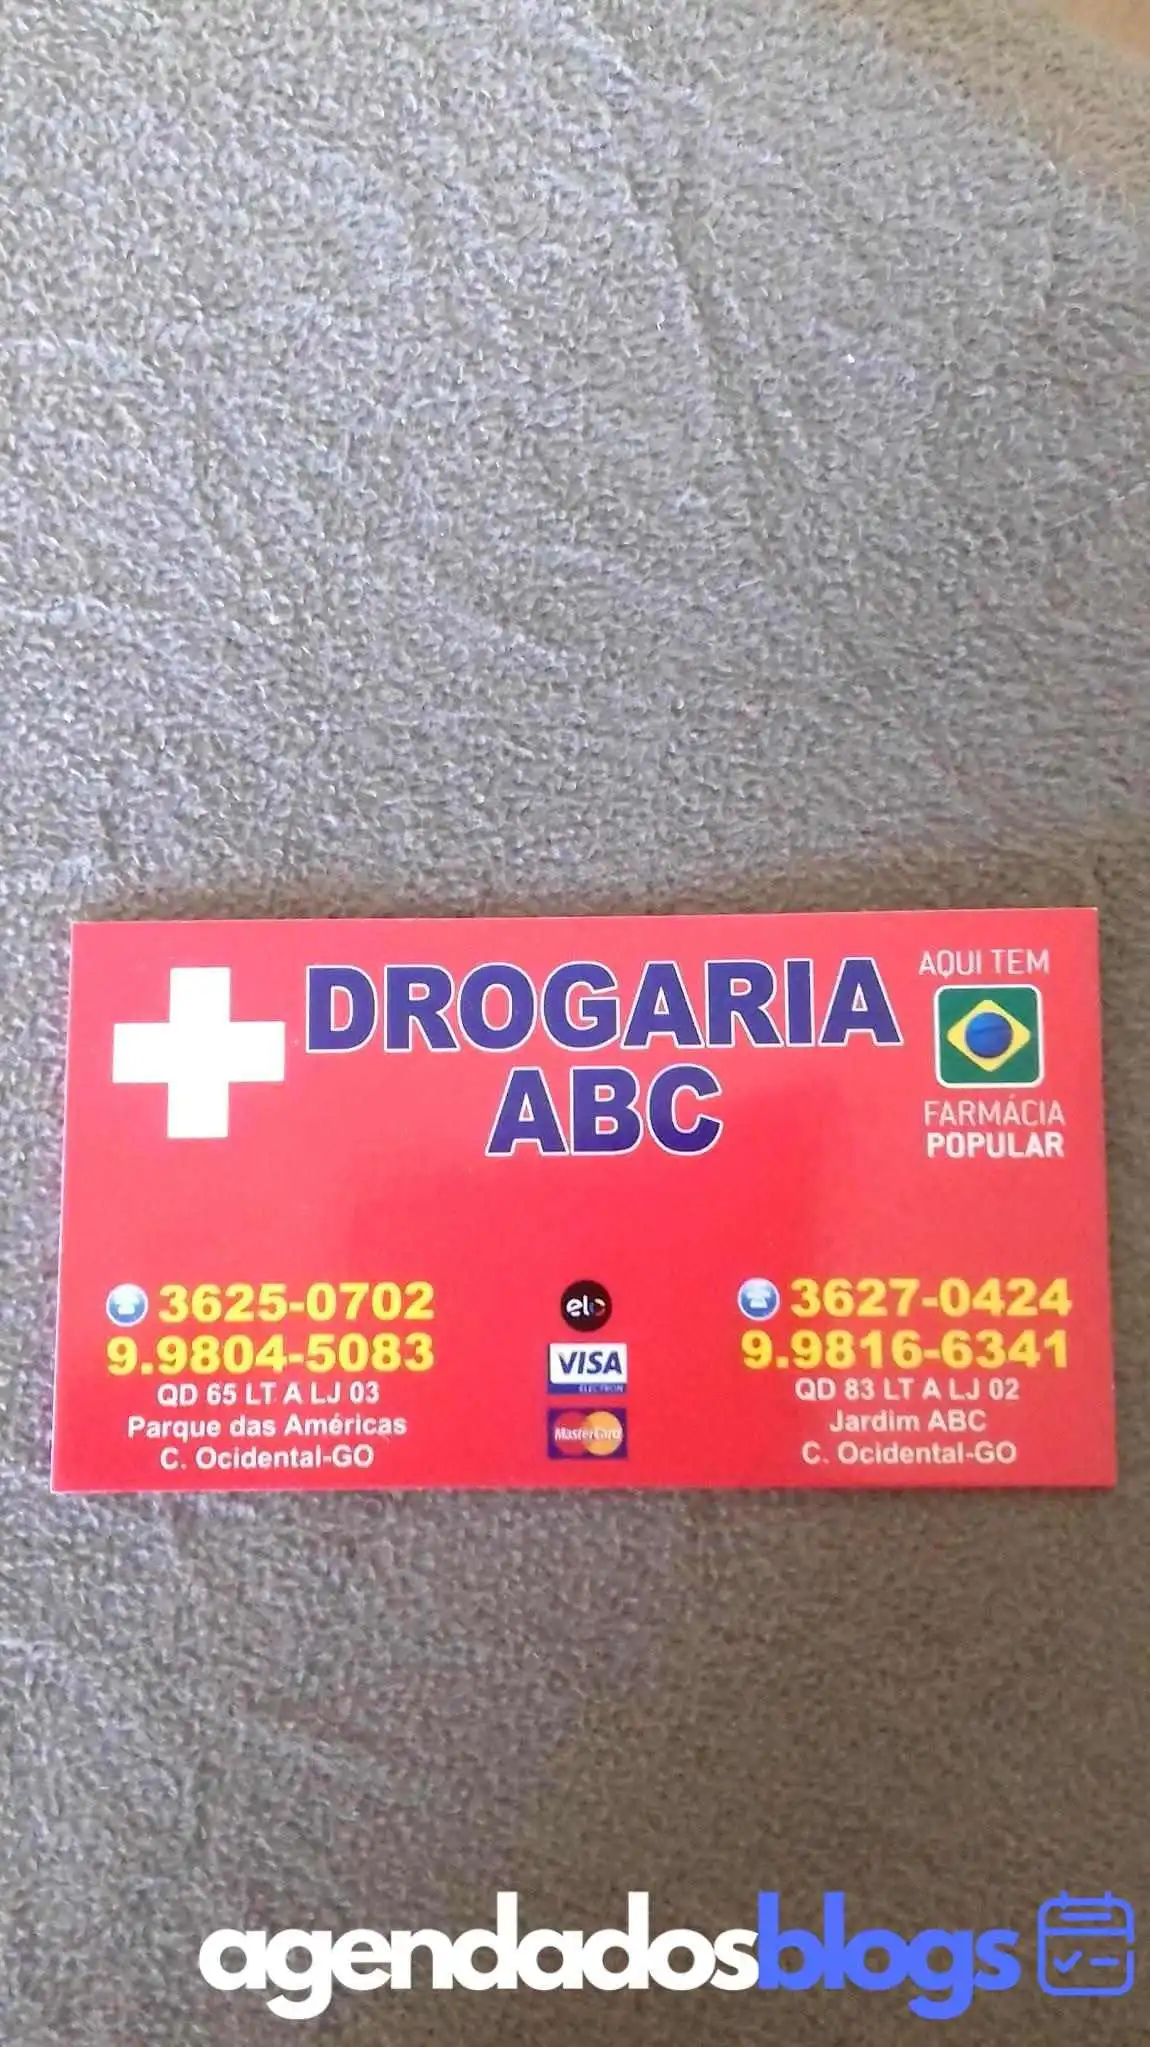 DROGARIA
ABC
AQUI TEM
FARMÁCIA
POPULAR
3625-0702
9.9804-5083
QD 65 LT A LJ 03
Parque das Américas
C. Ocidental-GO
elo
VISA
ELECTRON
MasterCard
3627-0424
9.9816-6341
QD 83 LT A LJ 02
Jardim ABC
C. Ocidental-GO
agendadosblogs